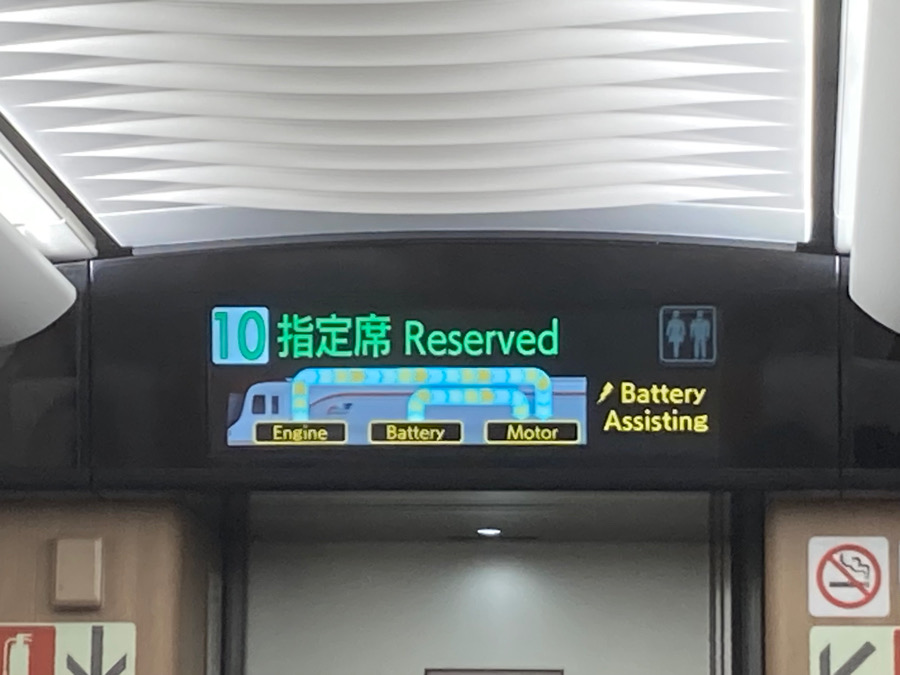 10 指定席 Reserved
Engine Battery Motor
Battery
Assisting